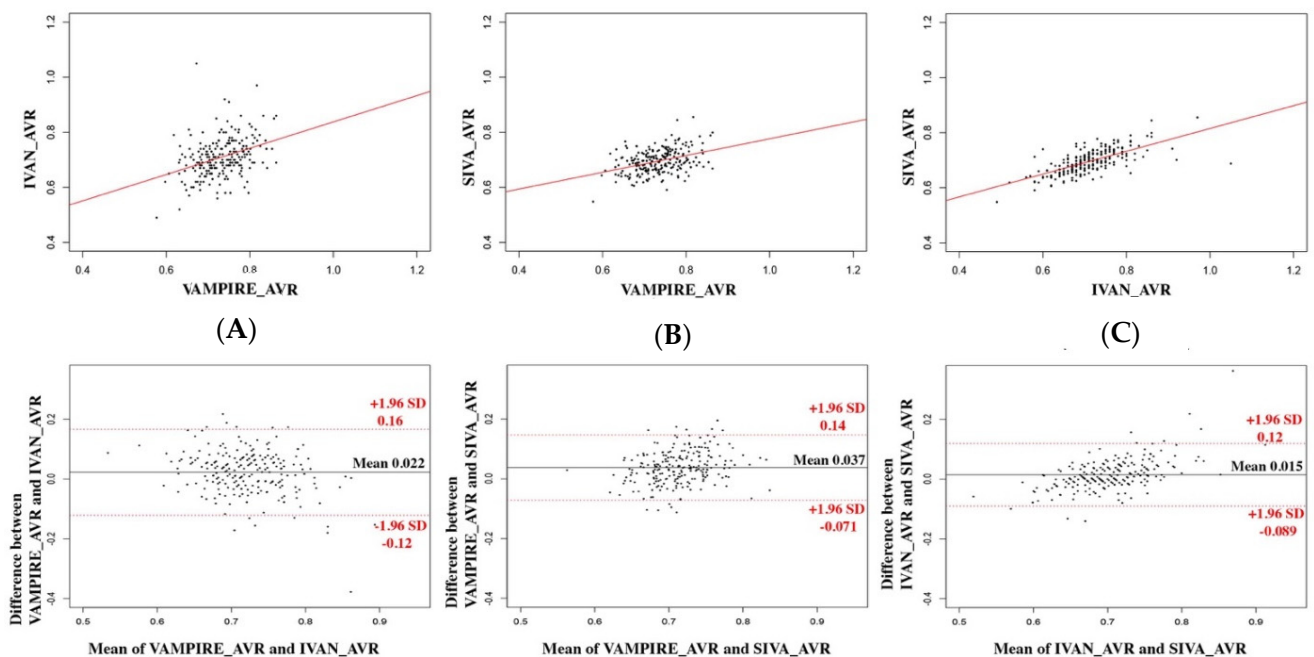 1.2
1.0
0.8
0.6
0.4
IVAN_AVR
0.4 0.6 0.8 1.0 1.2
VAMPIRE_AVR
(A)
1.2
1.0
0.8
0.6
0.4
SIVA_AVR
0.4 0.6 0.8 1.0 1.2
VAMPIRE_AVR
(B)
1.2
1.0
0.8
0.6
0.4
SIVA_AVR
0.4 0.6 0.8 1.0 1.2
IVAN_AVR
(C)
Difference between
VAMPIRE_AVR and IVAN_AVR
0.2
0.0
-0.2
-0.4
+1.96 SD
0.16
Mean 0.022
-1.96 SD
-0.12
0.5 0.6 0.7 0.8 0.9
Mean of VAMPIRE_AVR and IVAN_AVR
Difference between
VAMPIRE_AVR and SIVA_AVR
0.2
0.0
-0.2
-0.4
+1.96 SD
0.14
Mean 0.037
+1.96 SD
-0.071
0.5 0.6 0.7 0.8 0.9
Mean of VAMPIRE_AVR and SIVA_AVR
Difference between
IVAN_AVR and SIVA_AVR
0.2
0.0
-0.2
-0.4
+1.96 SD
0.12
Mean 0.015
+1.96 SD
-0.089
0.5 0.6 0.7 0.8 0.9
Mean of IVAN_AVR and SIVA_AVR